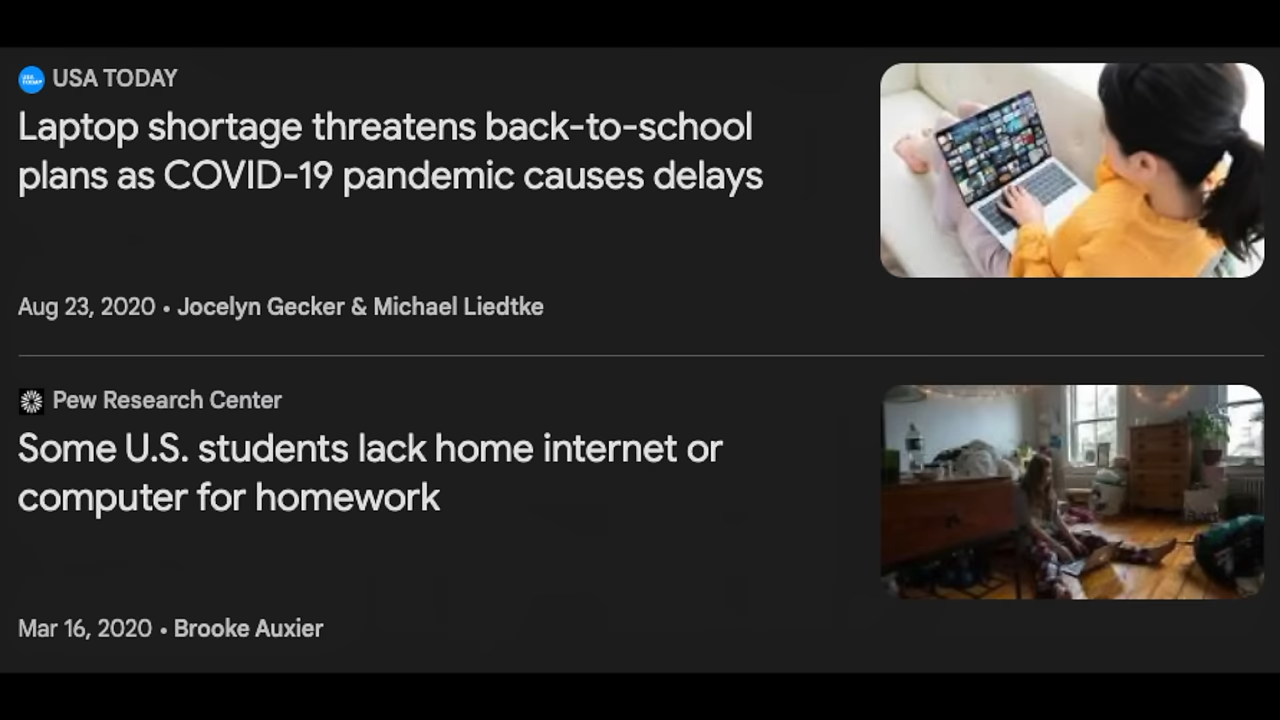 USA TODAY
Laptop shortage threatens back-to-school
plans as COVID-19 pandemic causes delays
Aug 23, 2020 • Jocelyn Gecker & Michael Liedtke
Pew Research Center
Some U.S. students lack home internet or
computer for homework
Mar 16, 2020 • Brooke Auxier